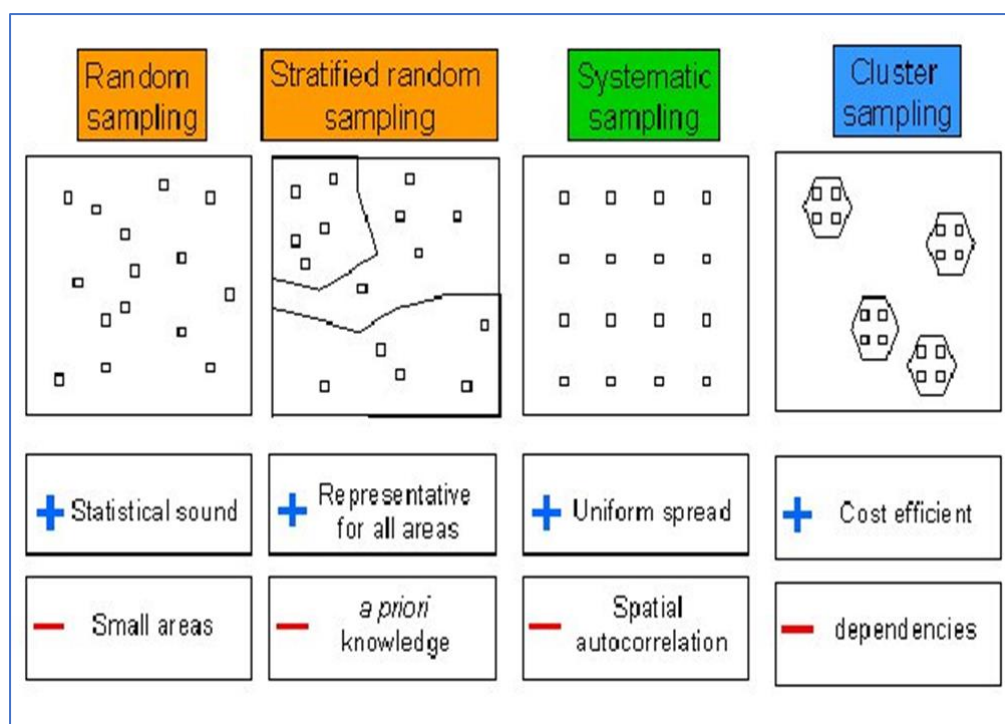 Random
sampling
Stratified random
sampling
Systematic
sampling
Cluster
sampling
+ Statistical sound
+ Representative
for all areas
+ Uniform spread
+ Cost efficient
− Small areas
− a priori
knowledge
− Spatial
autocorrelation
− dependencies